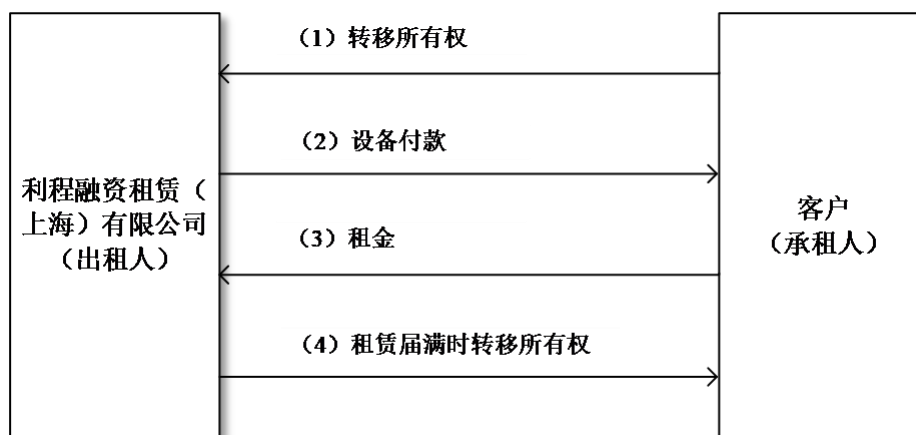 （1）转移所有权
（2）设备付款
利程融资租赁（
上海）有限公司
（出租人）
客户
（承租人）
（3）租金
（4）租赁届满时转移所有权